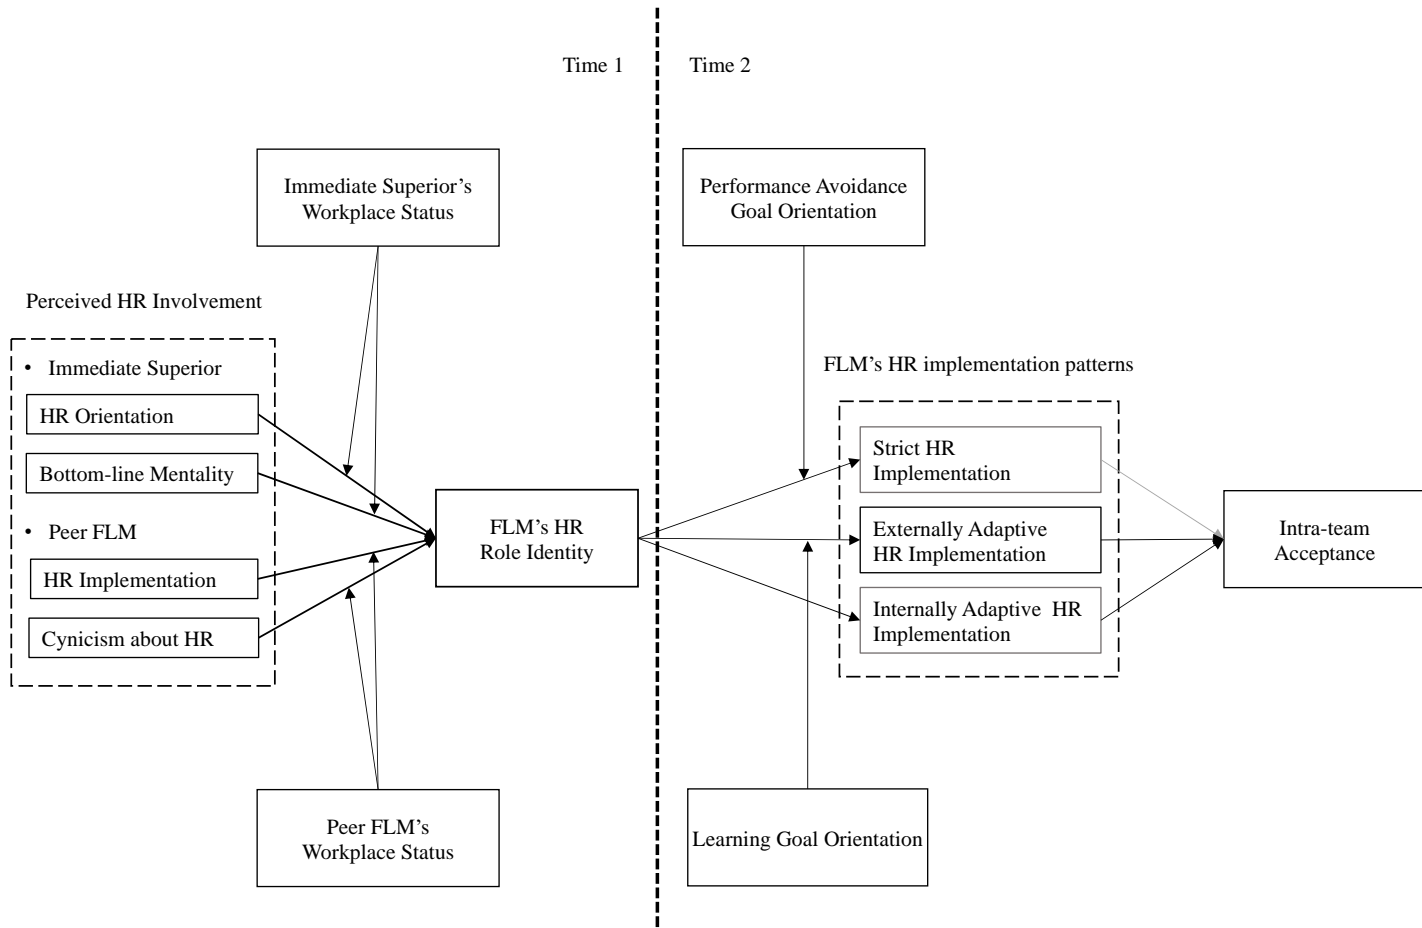 Time 1
Time 2
Immediate Superior’s
Workplace Status
Performance Avoidance
Goal Orientation
Perceived HR Involvement
• Immediate Superior
HR Orientation
Bottom-line Mentality
• Peer FLM
HR Implementation
Cynicism about HR
FLM’s HR
Role Identity
FLM’s HR implementation patterns
Strict HR
Implementation
Externally Adaptive
HR Implementation
Internally Adaptive  HR
Implementation
Intra-team
Acceptance
Peer FLM’s
Workplace Status
Learning Goal Orientation